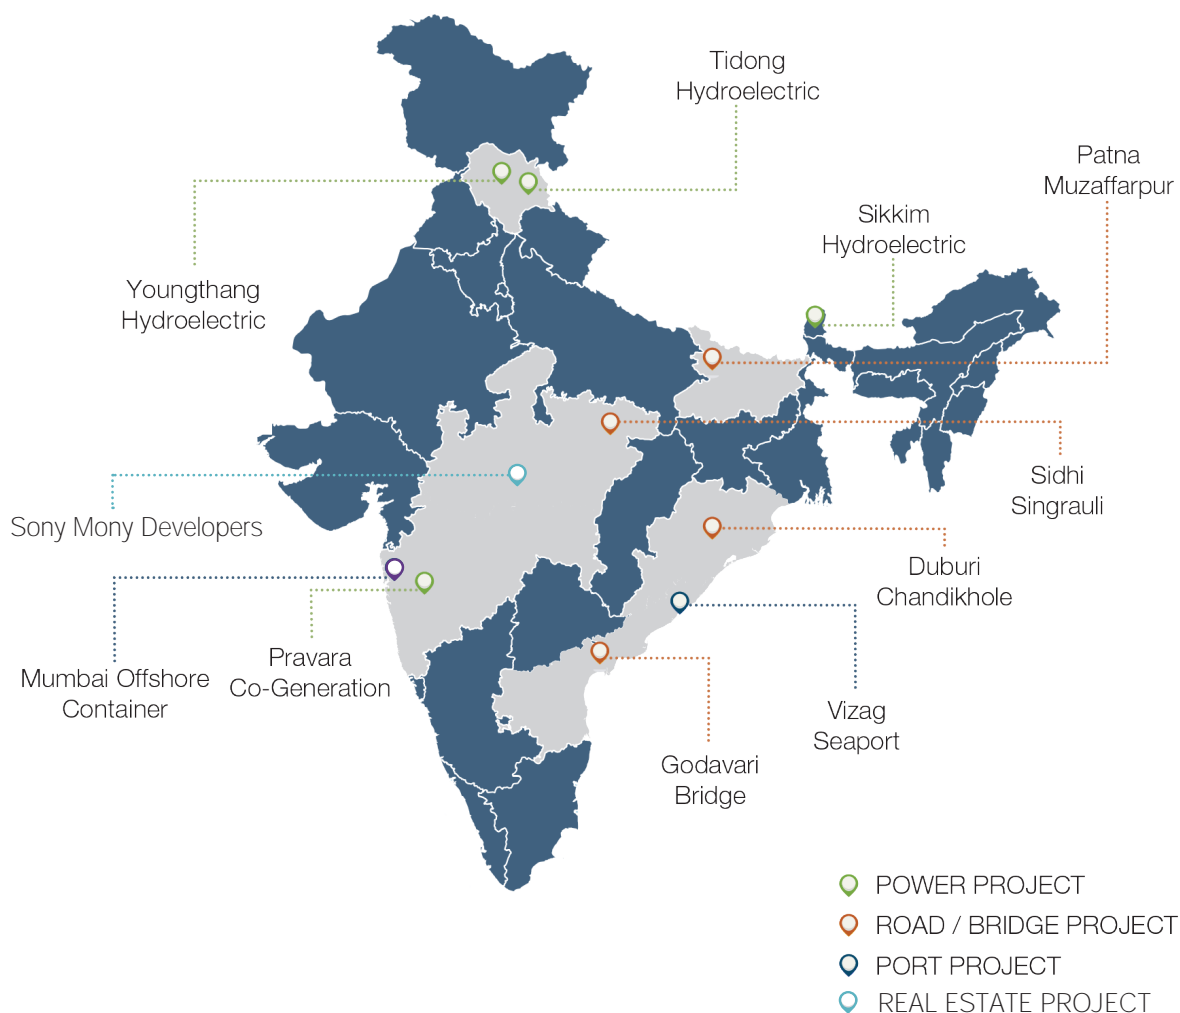 Tidong
Hydroelectric
Patna
Muzaffarpur
Sikkim
Hydroelectric
Youngthang
Hydroelectric
Sidhi
Singrauli
Sony Mony Developers
Duburi
Chandikhole
Pravara
Co-Generation
Mumbai Offshore
Container
Vizag
Seaport
Godavari
Bridge
POWER PROJECT
ROAD / BRIDGE PROJECT
PORT PROJECT
REAL ESTATE PROJECT